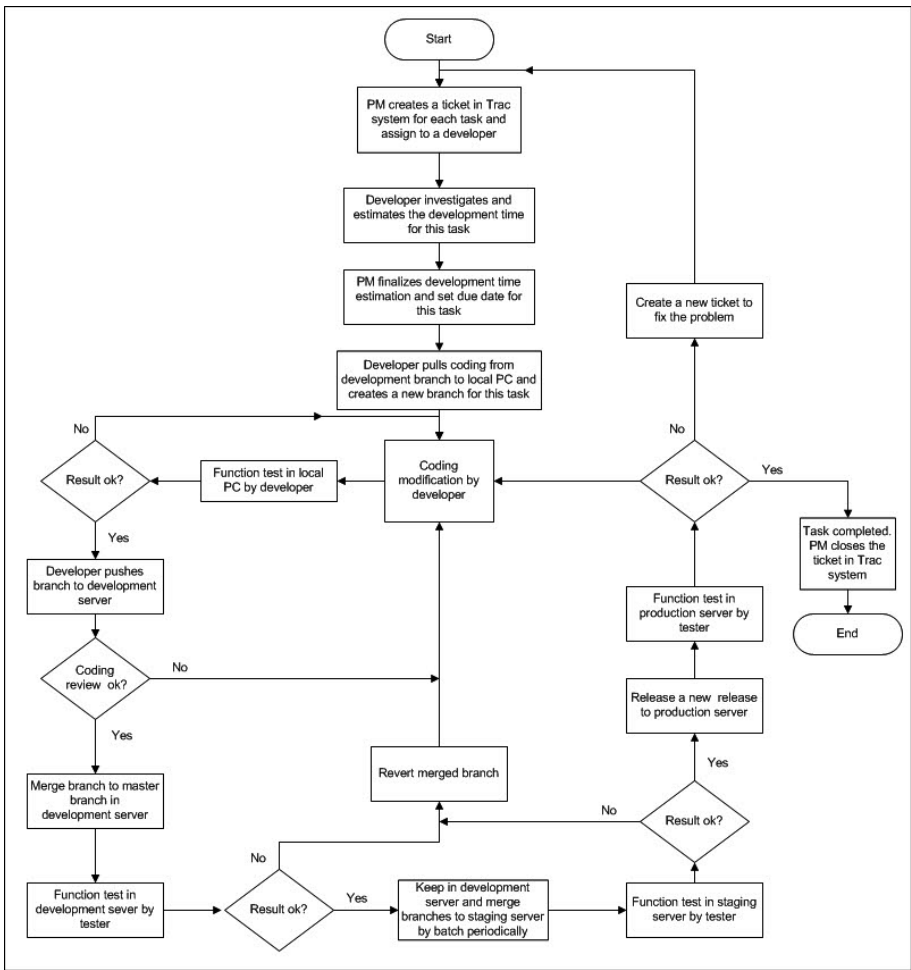 Start
PM creates a ticket in Trac
system for each task and
assign to a developer
Developer investigates and
estimates the development time
for this task
PM finalizes development time
estimation and set due date for
this task
Create a new ticket to
fix the problem
Developer pulls coding from
development branch to local PC and
creates a new branch for this task
No
No
Result ok?
Function test in local
PC by developer
Coding
modification by
developer
Result ok?
Yes
Yes
Task completed.
PM closes the
ticket in Trac
system
Developer pushes
branch to development
server
Function test in
production server by
tester
End
Coding
review ok?
No
Release a new release
to production server
Yes
Yes
Merge branch to master
branch in
development server
Revert merged branch
No
Result ok?
No
Function test in
development sever by
tester
Result ok?
Yes
Keep in development
server and merge
branches to staging server
by batch periodically
Function test in staging
server by tester